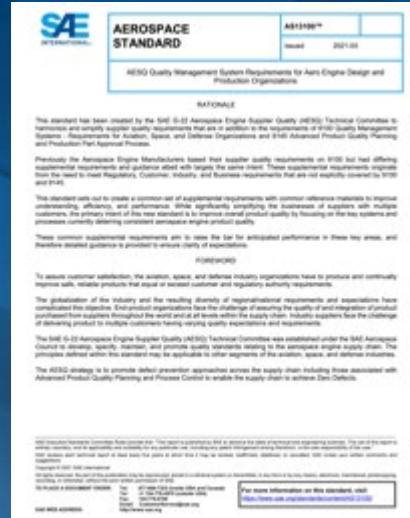 SAE
INTERNATIONAL
AEROSPACE
STANDARD
AS13100™
Issued 2021-03
AESQ Quality Management System Requirements for Aero Engine Design and
Production Organizations
RATIONALE
This standard has been created by the SAE G-22 Aerospace Engine Supplier Quality (AESQ) Technical Committee to
harmonize and simplify supplier quality requirements that are in addition to the requirements of 9100 Quality Management
Systems - Requirements for Aviation, Space, and Defense Organizations and 9145 Advanced Product Quality Planning
and Production Part Approval Process.
Previously the Aerospace Engine Manufacturers based their supplier quality requirements on 9100 but had differing
supplemental requirements and guidance albeit with largely the same intent. These supplemental requirements originate
from the need to meet Regulatory, Customer, Industry, and Business requirements that are not explicitly covered by 9100
and 9145.
This standard sets out to create a common set of supplemental requirements with common reference materials to improve
understanding, efficiency, and performance. While significantly simplifying the businesses of suppliers with multiple
customers, the primary intent of this new standard is to improve overall product quality by focusing on the key systems and
processes currently deterring consistent aerospace engine product quality.
These common supplemental requirements aim to raise the bar for anticipated performance in these key areas, and
therefore detailed guidance is provided to ensure clarity of expectations.
FOREWORD
To assure customer satisfaction, the aviation, space, and defense industry organizations have to produce and continually
improve safe, reliable products that equal or exceed customer and regulatory authority requirements.
The globalization of the industry and the resulting diversity of regional/national requirements and expectations have
complicated this objective. End-product organizations face the challenge of assuring the quality of and integration of product
purchased from suppliers throughout the world and at all levels within the supply chain. Industry suppliers face the challenge
of delivering product to multiple customers having varying quality expectations and requirements.
The SAE G-22 Aerospace Engine Supplier Quality (AESQ) Technical Committee was established under the SAE Aerospace
Council to develop, specify, maintain, and promote quality standards relating to the aerospace engine supply chain. The
principles defined within this standard may be applicable to other segments of the aviation, space, and defense industries.
The AESQ strategy is to promote defect prevention approaches across the supply chain including those associated with
Advanced Product Quality Planning and Process Control to enable the supply chain to achieve Zero Defects.
Copyright © 2021 SAE International
TO PLACE A DOCUMENT ORDER:
SAE WEB ADDRESS:
For more information on this standard, visit